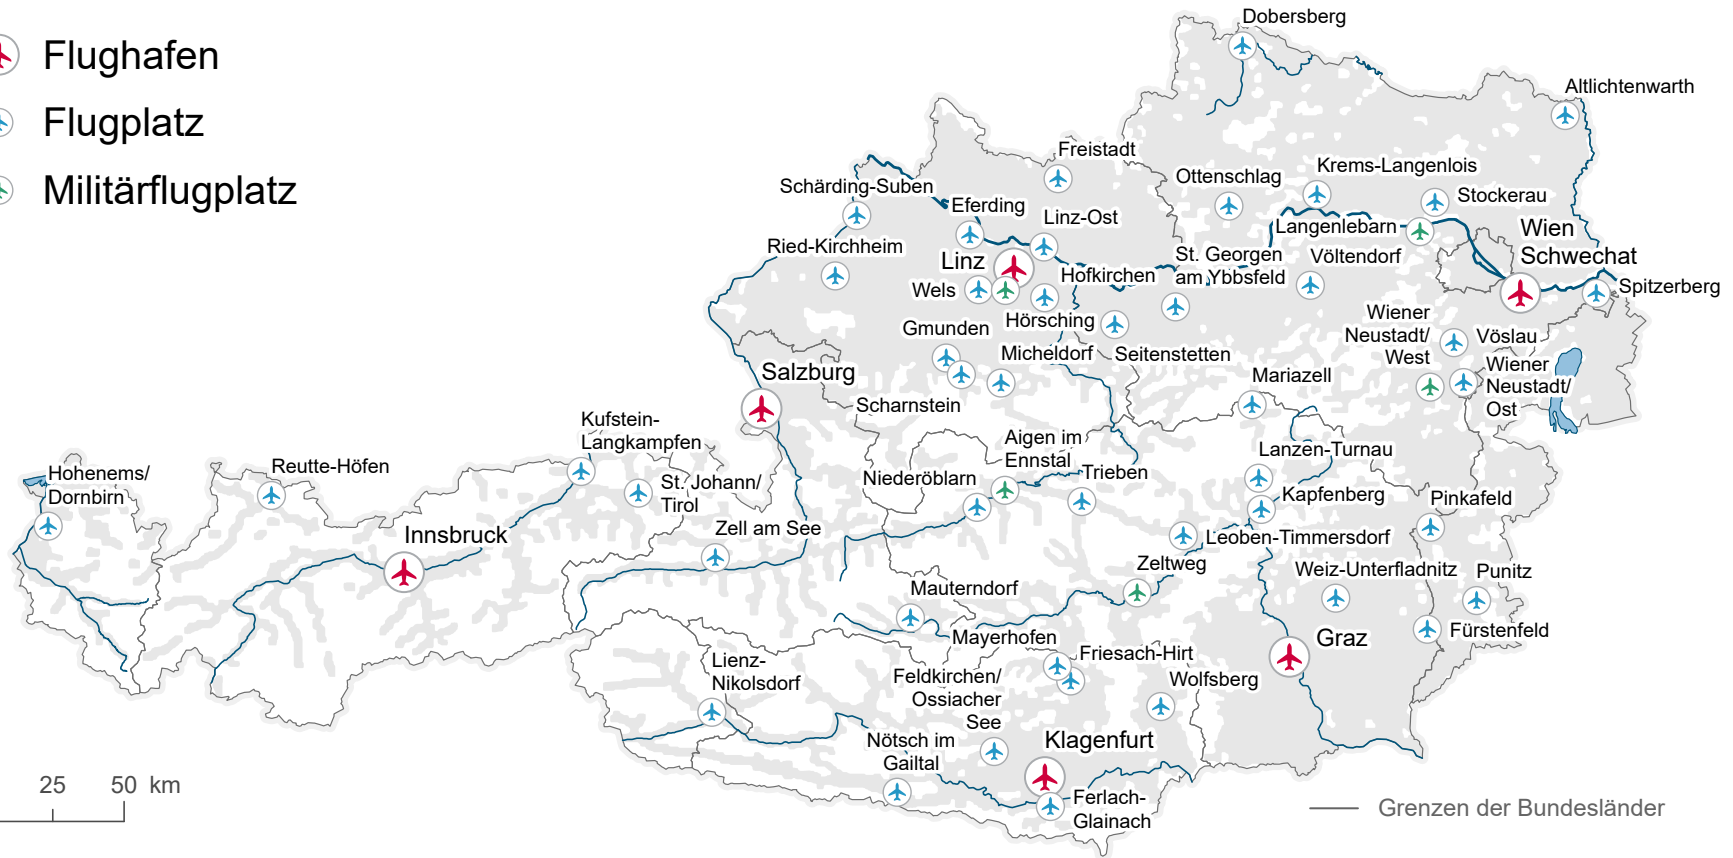 Flughafen
Flugplatz
Militärflugplatz
Dobersberg
Altlichtenwarth
Freistadt
Krems-Langenlois
Ottenschlag
Schärding-Suben
Stockerau
Eferding
Linz-Ost
Langenlebarn
Wien
Schwechat
Ried-Kirchheim
St. Georgen
am Ybbsfeld
Völtendorf
Linz
Hofkirchen
Wels
Spitzerberg
Hörsching
Gmunden
Wiener
Neustadt/
West
Vöslau
Micheldorf
Seitenstetten
Wiener
Neustadt/
Ost
Salzburg
Mariazell
Scharnstein
Kufstein-
Langkampfen
Aigen im
Ennstal
Lanzen-Turnau
Hohenems/
Dornbirn
Reutte-Höfen
St. Johann/
Tirol
Niederöblarn
Trieben
Kapfenberg
Pinkafeld
Innsbruck
Zell am See
Leoben-Timmersdorf
Zeltweg
Weiz-Unterfladnitz
Punitz
Mauterndorf
Mayerhofen
Graz
Fürstenfeld
Friesach-Hirt
Lienz-
Nikolsdorf
Feldkirchen/
Ossiacher
See
Wolfsberg
Nötsch im
Gailtal
Klagenfurt
Ferlach-
Glainach
25 50 km
Grenzen der Bundesländer